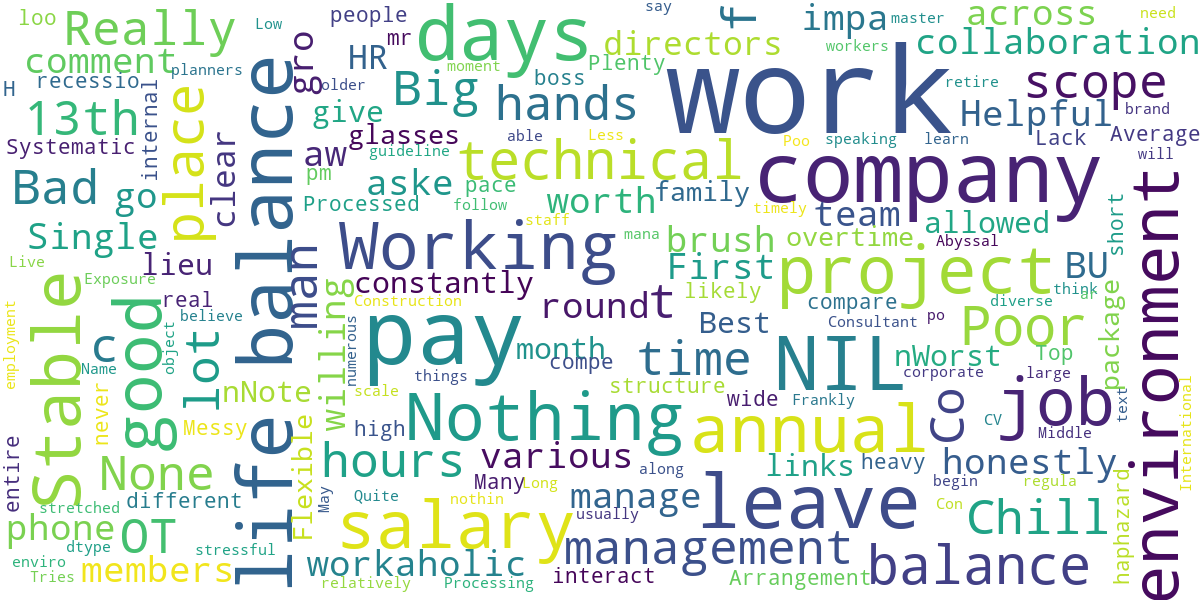 loo
Really
Low
people
mr
days
say
f
impa
master
across
need
comment
planners
gro
HR
moment
directors
Plenty
workers
collaboration
recessio
older
Big
boss
work
retire
scope
H
13th
internal
place
life balance
give
hands
Helpful
brand
Systematic
clear
aw
glasses
able
Less
Poo
speaking
learn
Lack
Average
guideline
technical
company
will
Bad
go
pm
aske
pace
worth
family
Processed
follow
timely
team
allowed
short
environment
Single
staff
mana
brush
overtime
Abyssal
Live
lieu
man
Working
First
project
BU
Exposure
constantly
likely
think
al
Stable
good
real
willing
Construction
round
t
compare
diverse
package
believe
numerous
pay
Best
Consultant
po
Poor
employment
C
object
lot
month
compe
time
NIL
nWorst
Top
Name
things
corporate
large
nNote
scale
structure
wide
Frankly
job
text
International
never
Messy
Flexible
high
Nothing
annual
Co
CV
Middle
entire
None
hours
various
along
links
heavy
honestly
different
May
Quite
Many
Long
begin
regula
stretched
nothin
manage
leave
Con
haphazard
phone
OT
salary
usually
Chill
dtype
stressful
management
enviro
workaholic
balance
Tries
members
relatively
Processing
interact
Arrangement